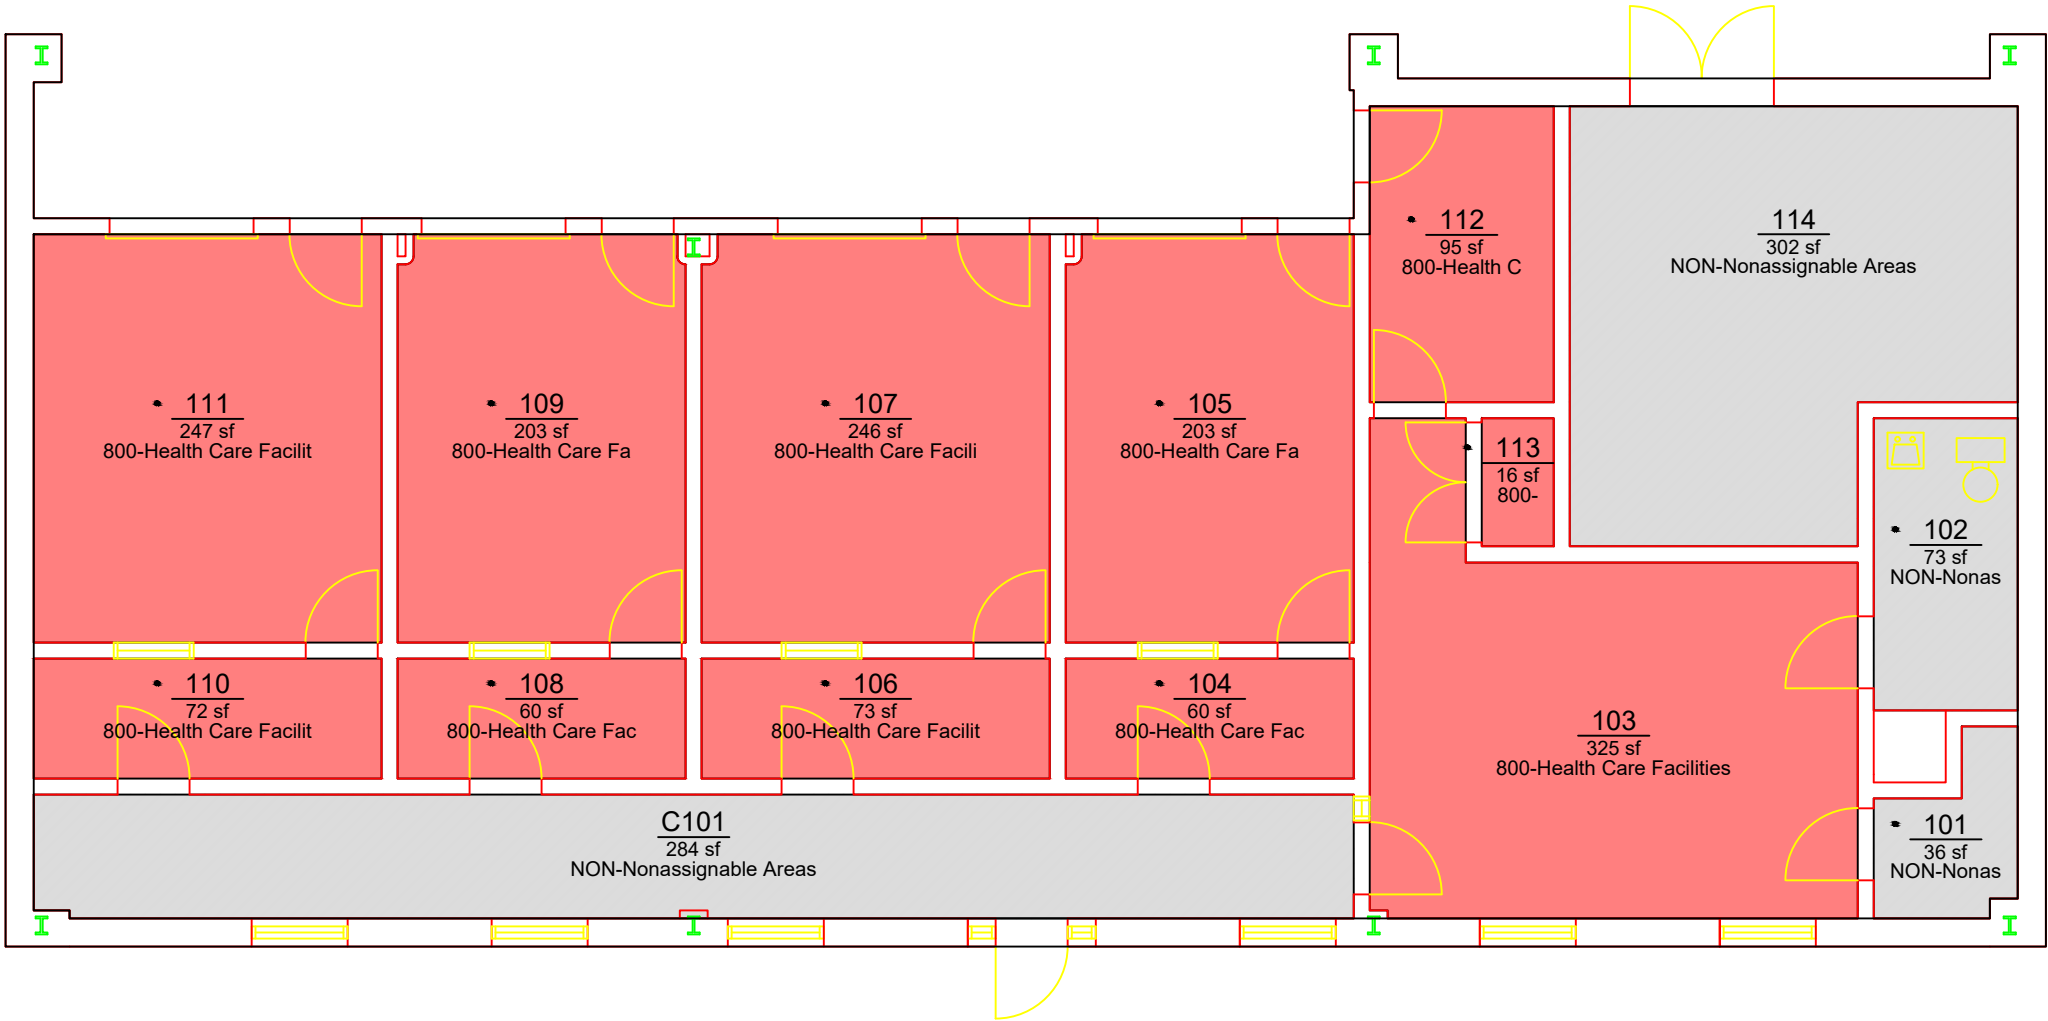 112
95 sf
800-Health C
114
302 sf
NON-Nonassignable Areas
111
247 sf
800-Health Care Facilit
109
203 sf
800-Health Care Fa
107
246 sf
800-Health Care Facili
105
203 sf
800-Health Care Fa
113
16 sf
800-
102
73 sf
NON-Nonas
110
72 sf
800-Health Care Facilit
108
60 sf
800-Health Care Fac
106
73 sf
800-Health Care Facilit
104
60 sf
800-Health Care Fac
103
325 sf
800-Health Care Facilities
C101
284 sf
NON-Nonassignable Areas
101
36 sf
NON-Nonas